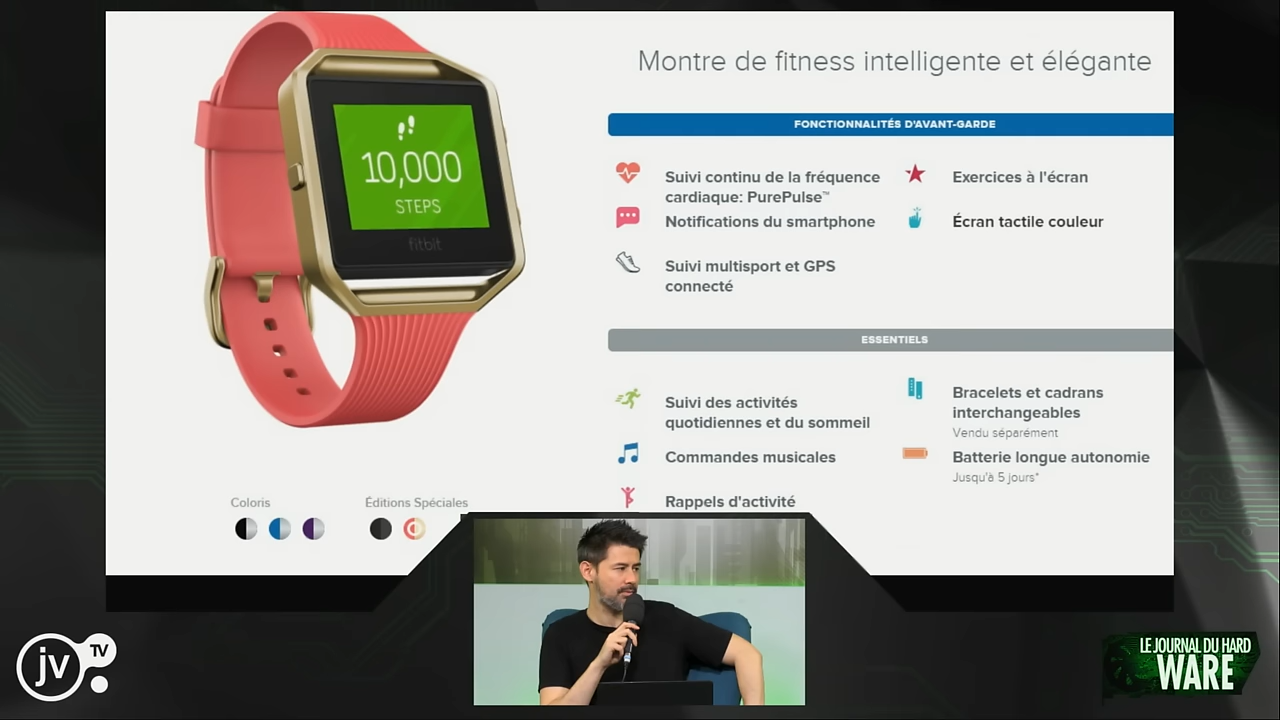 Montre de fitness intelligente et élégante
FONCTIONNALITÉS D'AVANT-GARDE
Suivi continu de la fréquence
cardiaque: PurePulse™
Notifications du smartphone
Suivi multisport et GPS
connecté
Exercices à l'écran
Écran tactile couleur
ESSENTIELS
Suivi des activités
quotidiennes et du sommeil
Commandes musicales
Rappels d'activité
Bracelets et cadrans
interchangeables
Vendu séparément
Batterie longue autonomie
Jusqu'à 5 jours*
10,000
STEPS
fitbit
Coloris
Éditions Spéciales
jv TV
LE JOURNAL DU HARD
WARE